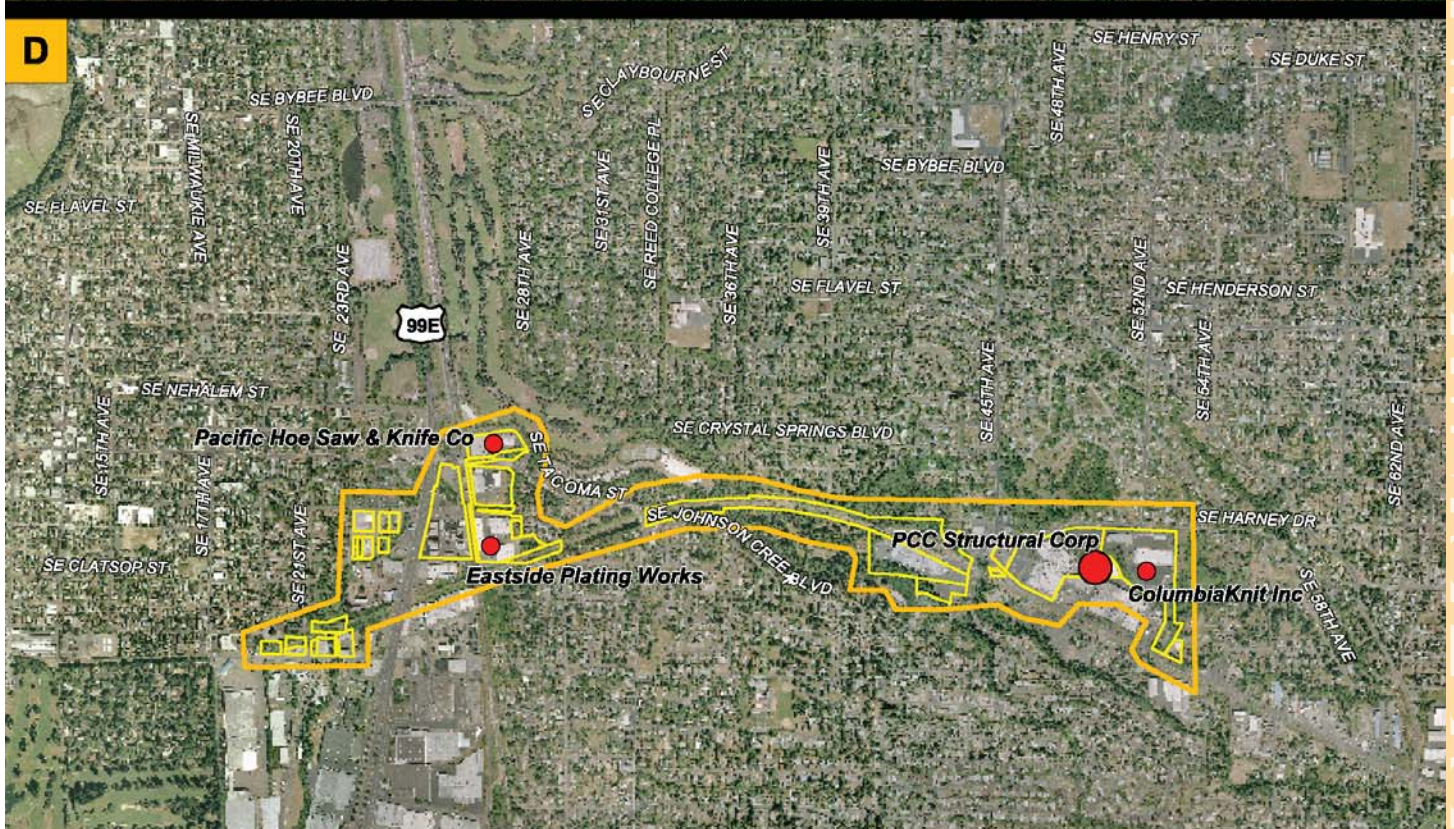 D
SE HENRY ST
SE DUKE ST
SE CLAYBOURNE ST
SE BYBEE BLVD
SE 48TH AVE
SE MILWAUKIE AVE
SE 20TH AVE
SE REED COLLEGE PL
SE 39TH AVE
SE BYBEE BLVD
SE 31ST AVE
SE FLAVEL ST
SE 23RD AVE
SE 28TH AVE
SE 36TH AVE
SE 52ND AVE
SE FLAVEL ST
SE HENDERSON ST
99E
SE 54TH AVE
SE NEHALEM ST
SE 45TH AVE
SE 15TH AVE
SE 62ND AVE
SE CRYSTAL SPRINGS BLVD
Pacific Hoe Saw & Knife Co
SE TACOMA ST
SE 17TH AVE
SE 21ST AVE
SE JOHNSON CREE BLVD
SE HARNEY DR
PCC Structural Corp
SE CLATSOP ST
Eastside Plating Works
ColumbiaKnit Inc
SE 58TH AVE